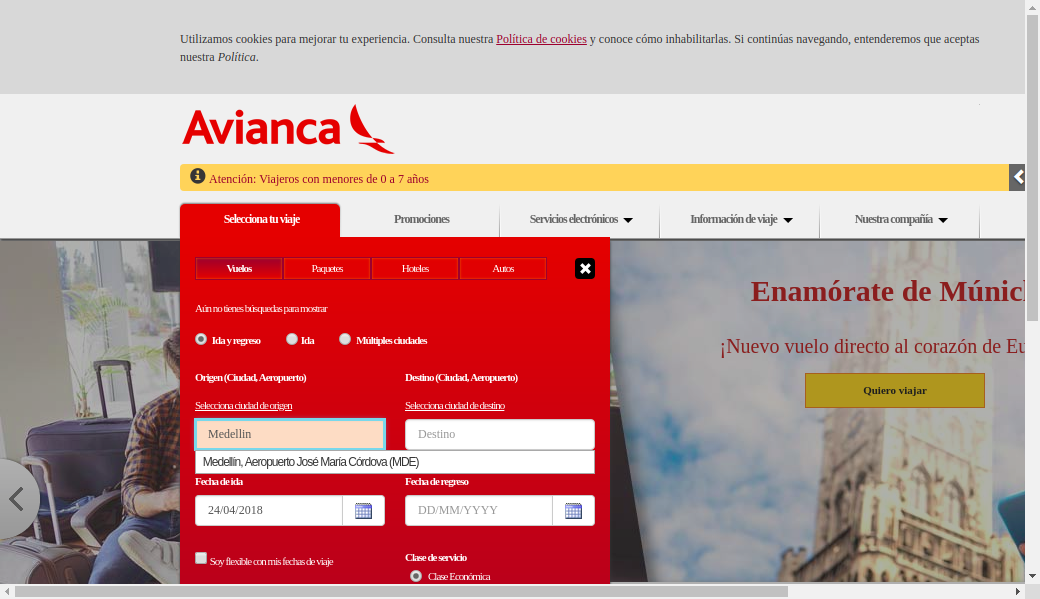 Utilizamos cookies para mejorar tu experiencia. Consulta nuestra Política de cookies y conoce cómo inhabilitarlas. Si continúas navegando, entenderemos que aceptas
nuestra Política.
Avianca
Atención: Viajeros con menores de 0 a 7 años
Selecciona tu viaje Promociones Servicios electrónicos Información de viaje Nuestra compañía
Vuelos Paquetes Hoteles Autos
Enamórate de Múnic
Aún no tienes búsquedas para mostrar
Ida y regreso Ida Múltiples ciudades
¡Nuevo vuelo directo al corazón de Eu
Origen (Ciudad, Aeropuerto) Destino (Ciudad, Aeropuerto)
Quiero viajar
Selecciona ciudad de origen Selecciona ciudad de destino
Medellin Destino
Medellín, Aeropuerto José María Córdova (MDE)
Fecha de ida Fecha de regreso
24/04/2018 DD/MM/YYYY
Soy flexible con mis fechas de viaje Clase de servicio
Clase Económica